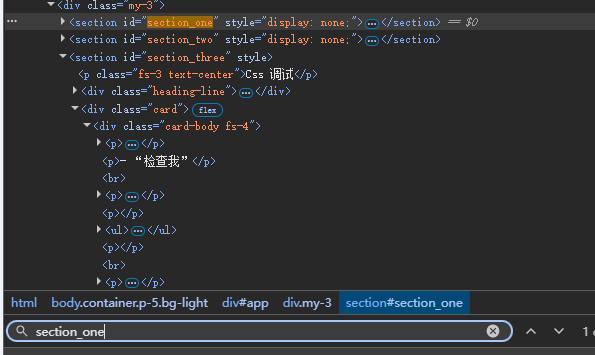 <div class="my-3">
<section id="section_one" style="display: none;">…</section> == $0
<section id="section_two" style="display: none;">…</section>
<section id="section_three" style>
<p class="fs-3 text-center">Css 调试</p>
<div class="heading-line">…</div>
<div class="card"> flex
<div class="card-body fs-4">
<p>…</p>
<p>- “检查我”</p>
<br>
<p>…</p>
<p></p>
<ul>…</ul>
<p></p>
<br>
<p>…</p>
html body.container.p-5.bg-light div#app div.my-3 section#section_one
section_one 1